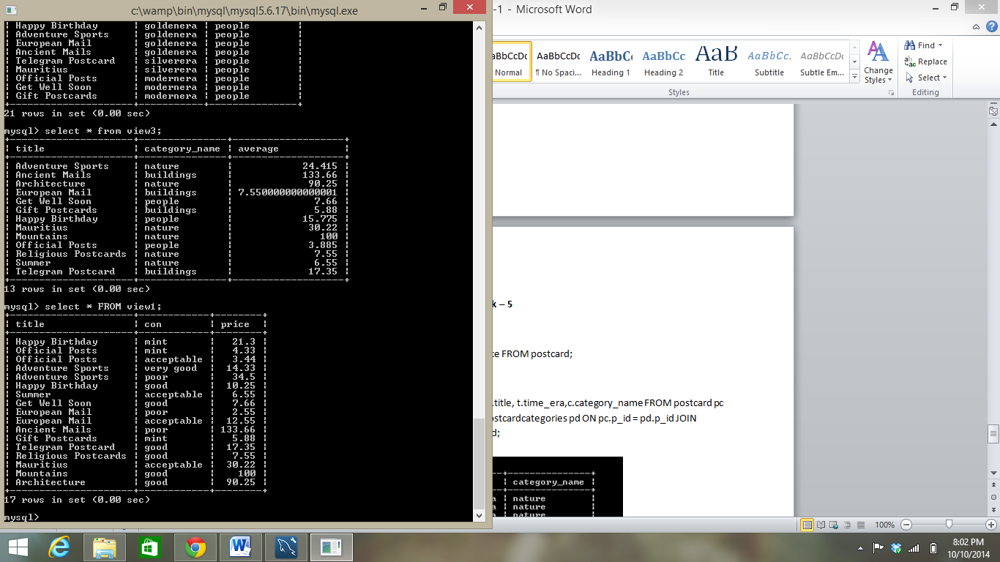 c:\wamp\bin\mysql\mysql5.6.17\bin\mysql.exe
| Happy Birthday | goldenera | people |
| Adventure Sports | goldenera | people |
| European Mail | goldenera | people |
| Ancient Mails | goldenera | people |
| Telegram Postcard | silverera | people |
| Mauritius | silverera | people |
| Official Posts | modernera | people |
| Get Well Soon | modernera | people |
| Gift Postcards | modernera | people |
21 rows in set (0.00 sec)
mysql> select * from view3;
| title | category_name | average |
| Adventure Sports | nature | 24.415 |
| Ancient Mails | buildings | 133.66 |
| Architecture | nature | 90.25 |
| European Mail | buildings | 7.550000000000001 |
| Get Well Soon | people | 7.66 |
| Gift Postcards | buildings | 5.88 |
| Happy Birthday | people | 15.775 |
| Mauritius | nature | 30.22 |
| Mountains | nature | 100 |
| Official Posts | people | 3.885 |
| Religious Postcards | nature | 7.55 |
| Summer | nature | 6.55 |
| Telegram Postcard | buildings | 17.35 |
13 rows in set (0.00 sec)
mysql> select * FROM view1;
| title | con | price |
| Happy Birthday | mint | 21.3 |
| Official Posts | mint | 4.33 |
| Official Posts | acceptable | 3.44 |
| Adventure Sports | very good | 14.33 |
| Adventure Sports | poor | 34.5 |
| Happy Birthday | good | 10.25 |
| Summer | acceptable | 6.55 |
| Get Well Soon | good | 7.66 |
| European Mail | poor | 2.55 |
| European Mail | acceptable | 12.55 |
| Ancient Mails | poor | 133.66 |
| Gift Postcards | mint | 5.88 |
| Telegram Postcard | good | 17.35 |
| Religious Postcards | good | 7.55 |
| Mauritius | acceptable | 30.22 |
| Mountains | good | 100 |
| Architecture | good | 90.25 |
17 rows in set (0.00 sec)
mysql>
-1 - Microsoft Word
aBbCcDc AaBbCcDc AaBbCc AaBbCc AaB AaBbCc. AaBbCcDc
Normal ¶ No Spaci... Heading 1 Heading 2 Title Subtitle Subtle Em...
Change Styles
Styles
Find
Replace
Select
Editing
k – 5
ce FROM postcard;
.title, t.time_era,c.category_name FROM postcard pc
ostcardcategories pd ON pc.p_id = pd.p_id JOIN
d;
| category_name |
a | nature |
a | nature |
a | nature |
100%
8:02 PM
10/10/2014